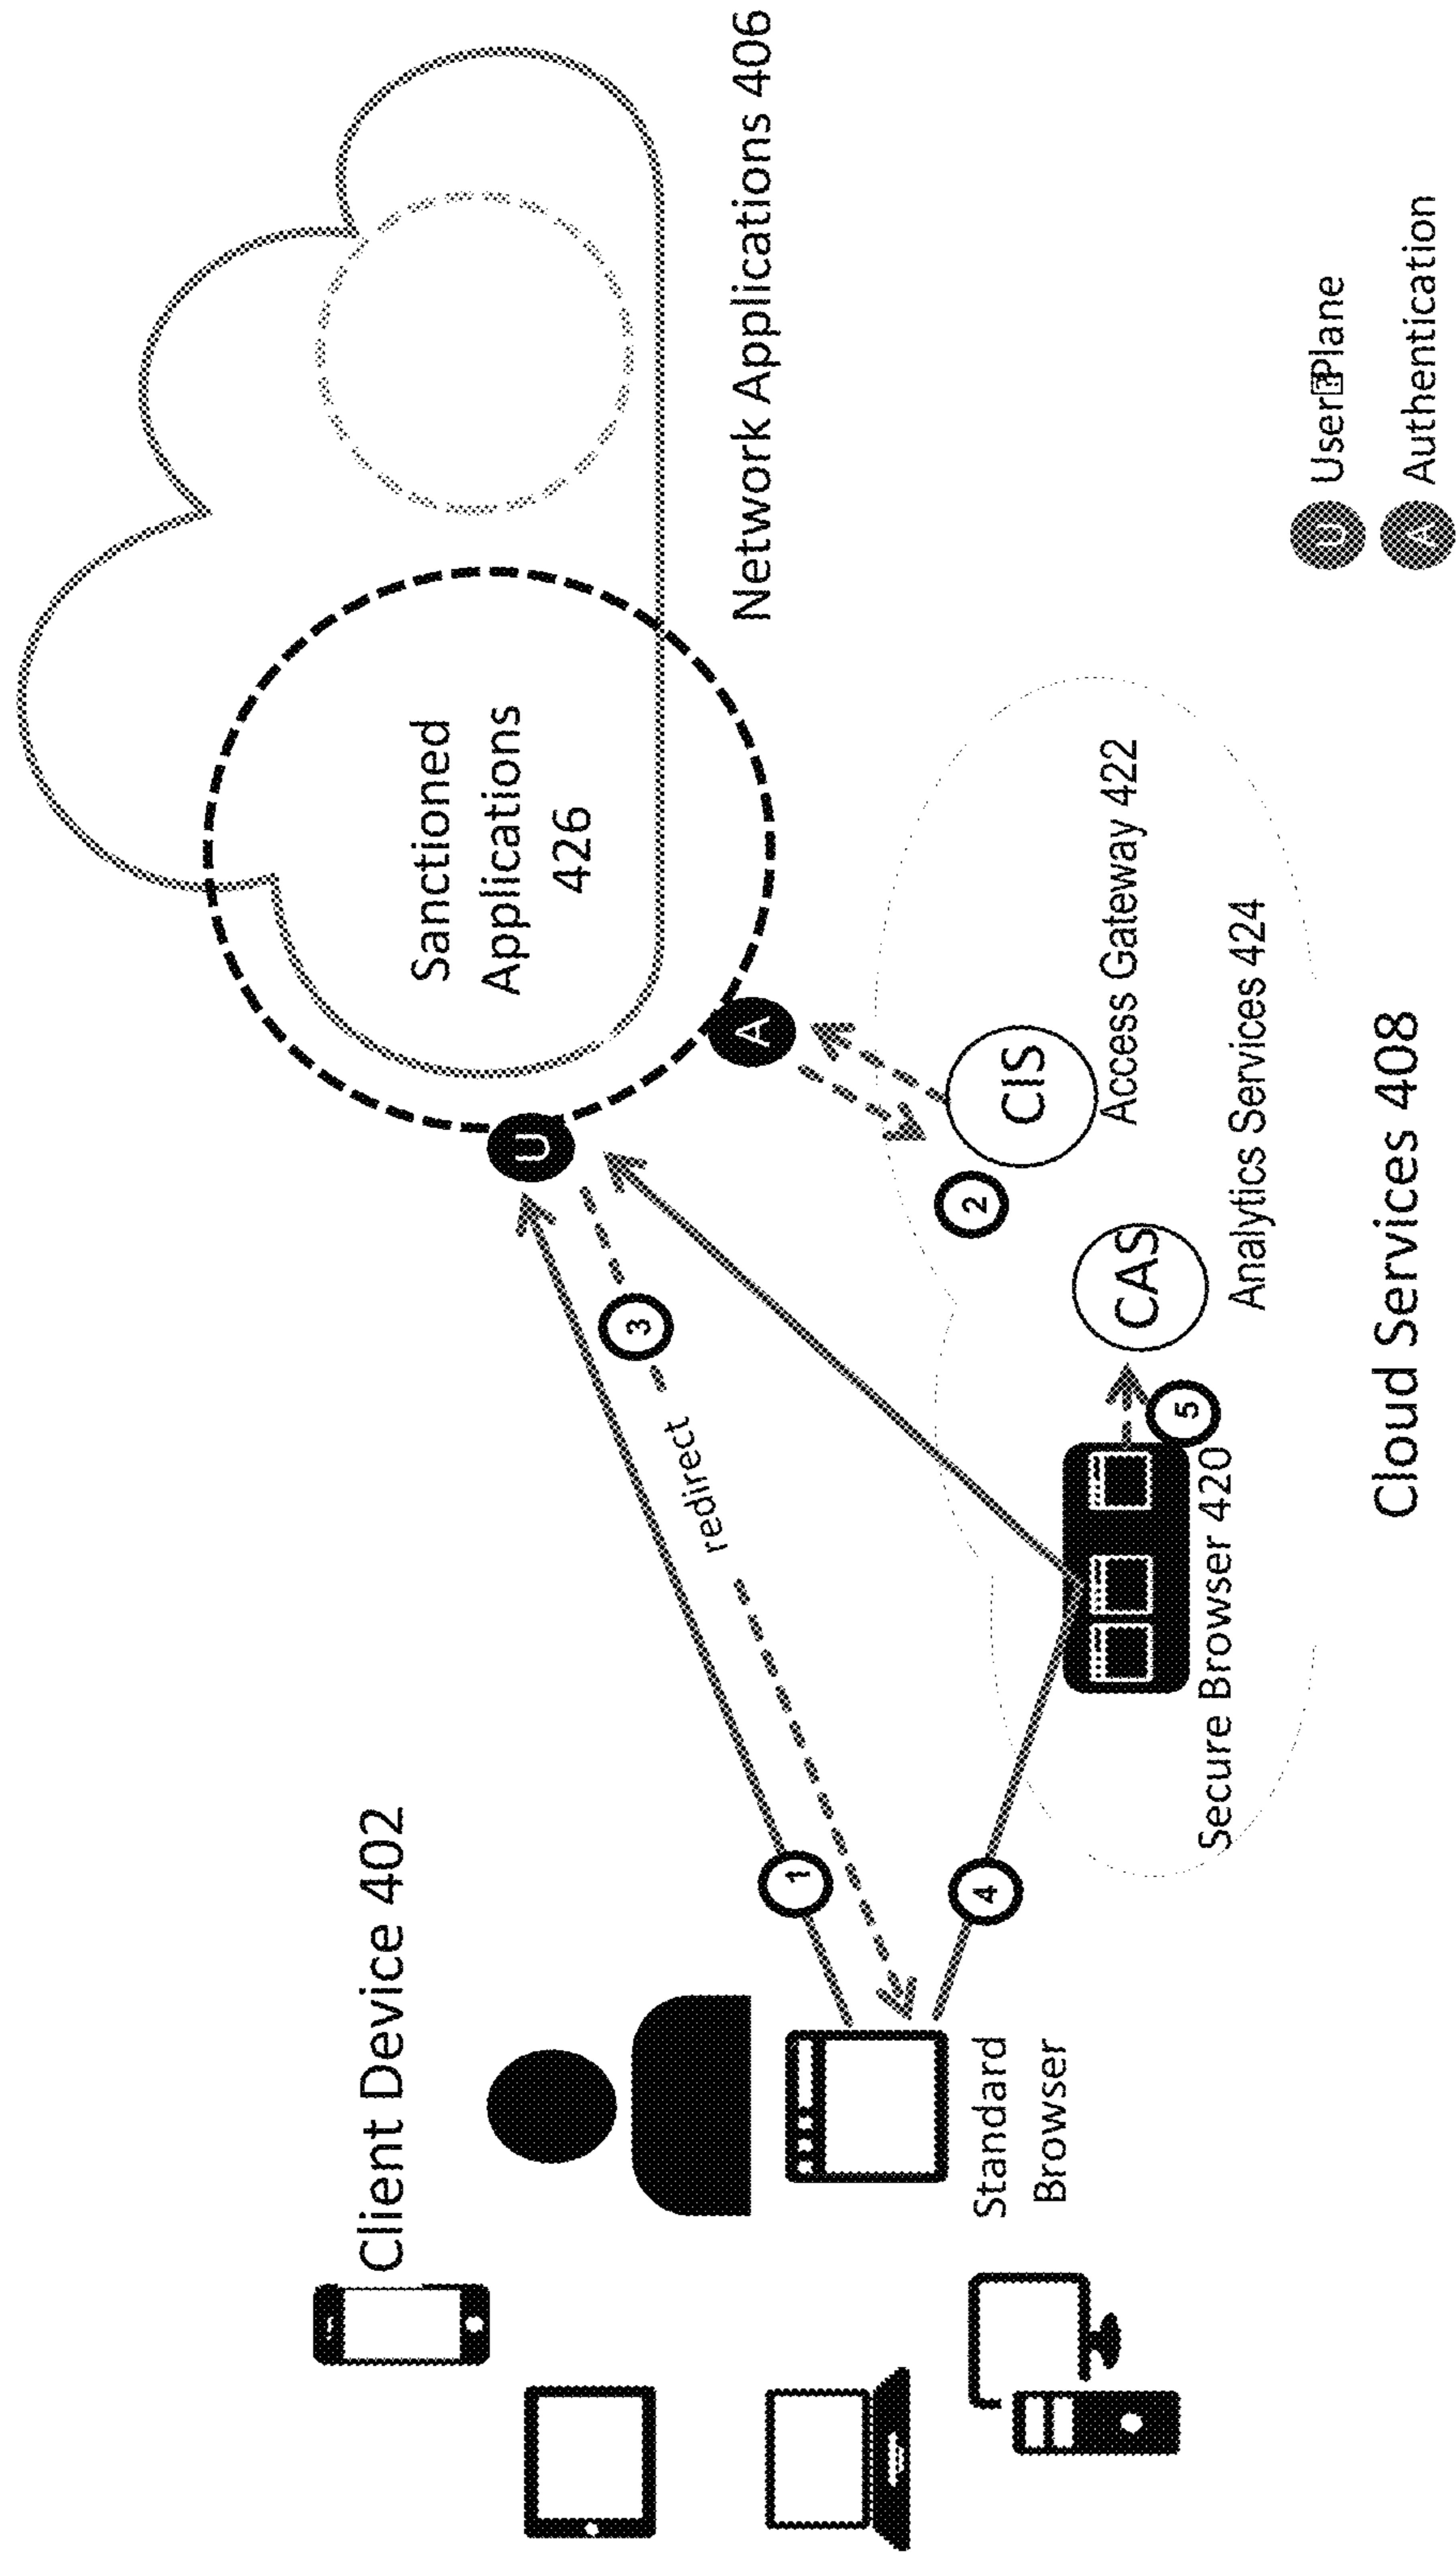 Client Device 402
Standard
Browser
1
3
redirect
4
U
A
Sanctioned
Applications
426
Network Applications 406
2
CIS
Access Gateway 422
CAS
Analytics Services 424
5
Secure Browser 420
Cloud Services 408
U User Plane
A Authentication